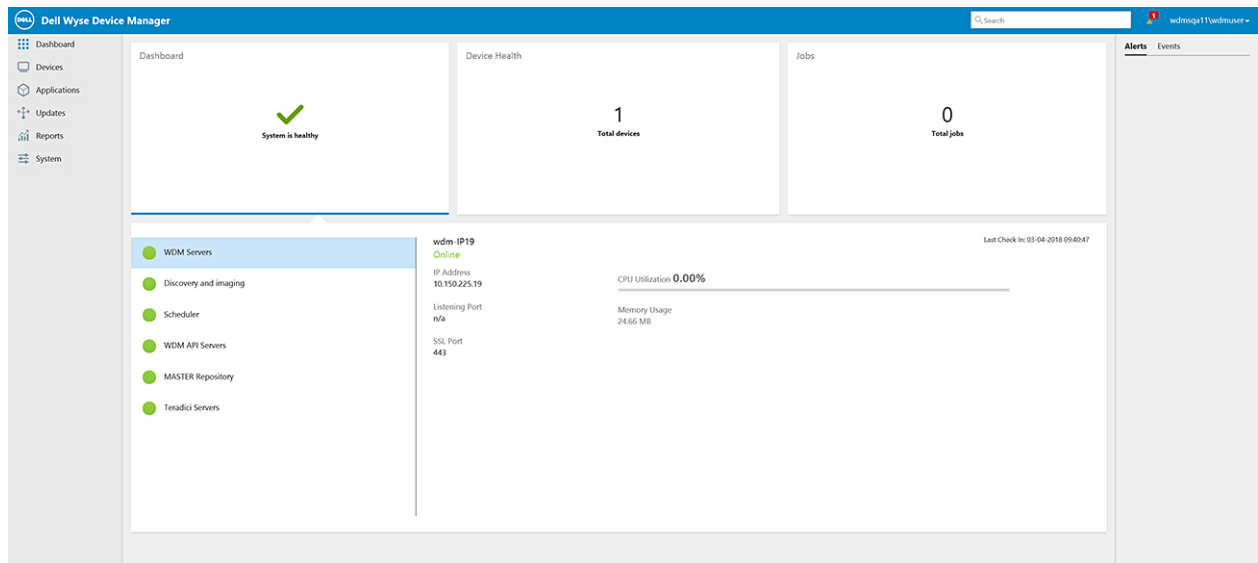 DELL Dell Wyse Device Manager
Search
1
wdmsqa11\wdmuser
Dashboard
Devices
Applications
Updates
Reports
System
Dashboard
System is healthy
Device Health
1
Total devices
Jobs
0
Total jobs
Alerts Events
WDM Servers
Discovery and imaging
Scheduler
WDM API Servers
MASTER Repository
Teradici Servers
wdm-IP19
Online
IP Address
10.150.225.19
Listening Port
n/a
SSL Port
443
CPU Utilization 0.00%
Memory Usage
24.66 MB
Last Check In: 03-04-2018 09:40:47